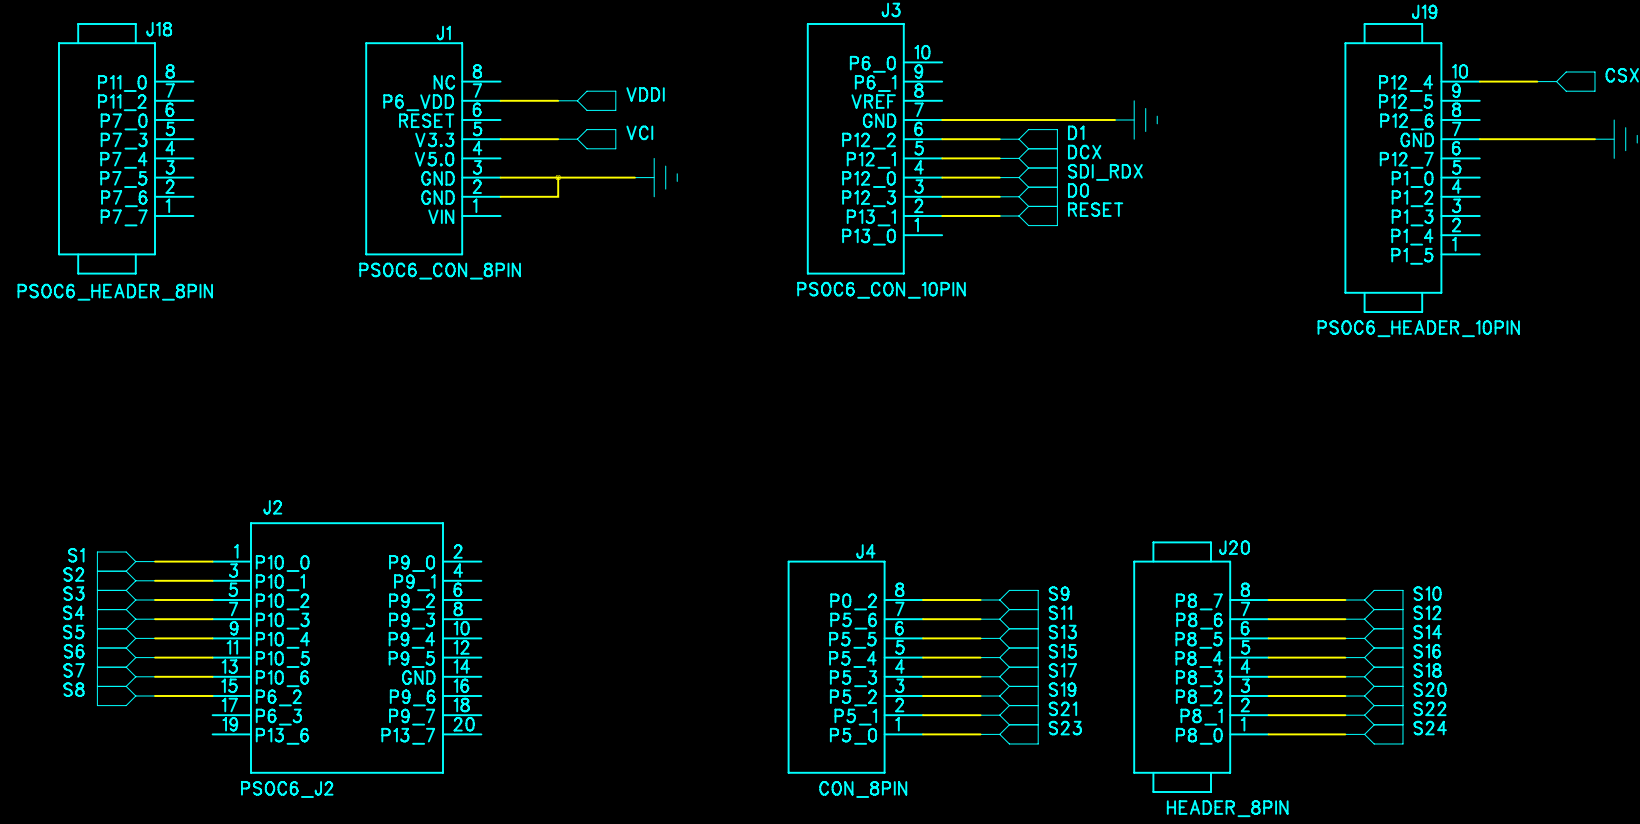 J18
P11_0 8
P11_2 7
P7_0 6
P7_3 5
P7_4 4
P7_5 3
P7_6 2
P7_7 1
PSOC6_HEADER_8PIN
J1
NC 8
P6_VDD 7 VDDI
RESET 6
V3.3 5 VCI
V5.0 4
GND 3
GND 2
VIN 1
PSOC6_CON_8PIN
J3
P6_0 10
P6_1 9
VREF 8
GND 7
P12_2 6 D1
P12_1 5 DCX
P12_0 4 SDI_RDX
P12_3 3 D0
P13_1 2 RESET
P13_0 1
PSOC6_CON_10PIN
J19
P12_4 10 CSX
P12_5 9
P12_6 8
GND 7
P12_7 6
P1_0 5
P1_2 4
P1_3 3
P1_4 2
P1_5 1
PSOC6_HEADER_10PIN
J2
S1 1 P10_0 P9_0 2
S2 3 P10_1 P9_1 4
S3 5 P10_2 P9_2 6
S4 7 P10_3 P9_3 8
S5 9 P10_4 P9_4 10
S6 11 P10_5 P9_5 12
S7 13 P10_6 GND 14
S8 15 P6_2 P9_6 16
17 P6_3 P9_7 18
19 P13_6 P13_7 20
PSOC6_J2
J4
P0_2 8 S9
P5_6 7 S11
P5_5 6 S13
P5_4 5 S15
P5_3 4 S17
P5_2 3 S19
P5_1 2 S21
P5_0 1 S23
CON_8PIN
J20
P8_7 8 S10
P8_6 7 S12
P8_5 6 S14
P8_4 5 S16
P8_3 4 S18
P8_2 3 S20
P8_1 2 S22
P8_0 1 S24
HEADER_8PIN